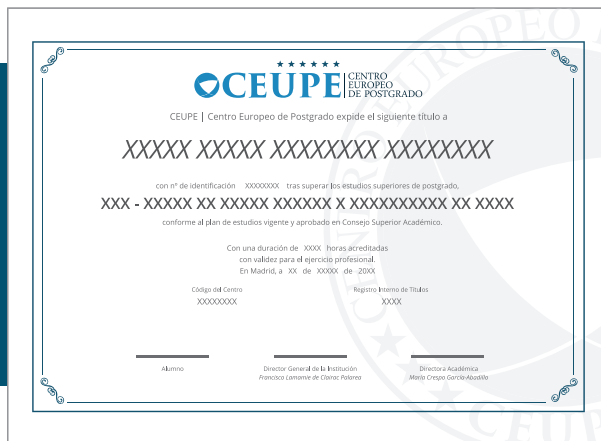 CEUPE CENTRO
EUROPEO
DE POSTGRADO
CEUPE | Centro Europeo de Postgrado expide el siguiente título a
XXXXX XXXXX XXXXXXXX XXXXXXXX
con nº de identificación XXXXXXXX tras superar los estudios superiores de postgrado,
XXX - XXXXX XX XXXXX XXXXXX X XXXXXXXXXX XX XXXX
conforme al plan de estudios vigente y aprobado en Consejo Superior Académico.
Con una duración de XXXX horas acreditadas
con validez para el ejercicio profesional.
En Madrid, a XX de XXXXX de 20XX
Código del Centro Registro Interno de Títulos
XXXXXXXX XXXX
Alumno Director General de la Institución Directora Académica
Francisco Lamamie de Clairac Palarea María Crespo García-Abadillo
CENTRO EUROPEO
CEUP